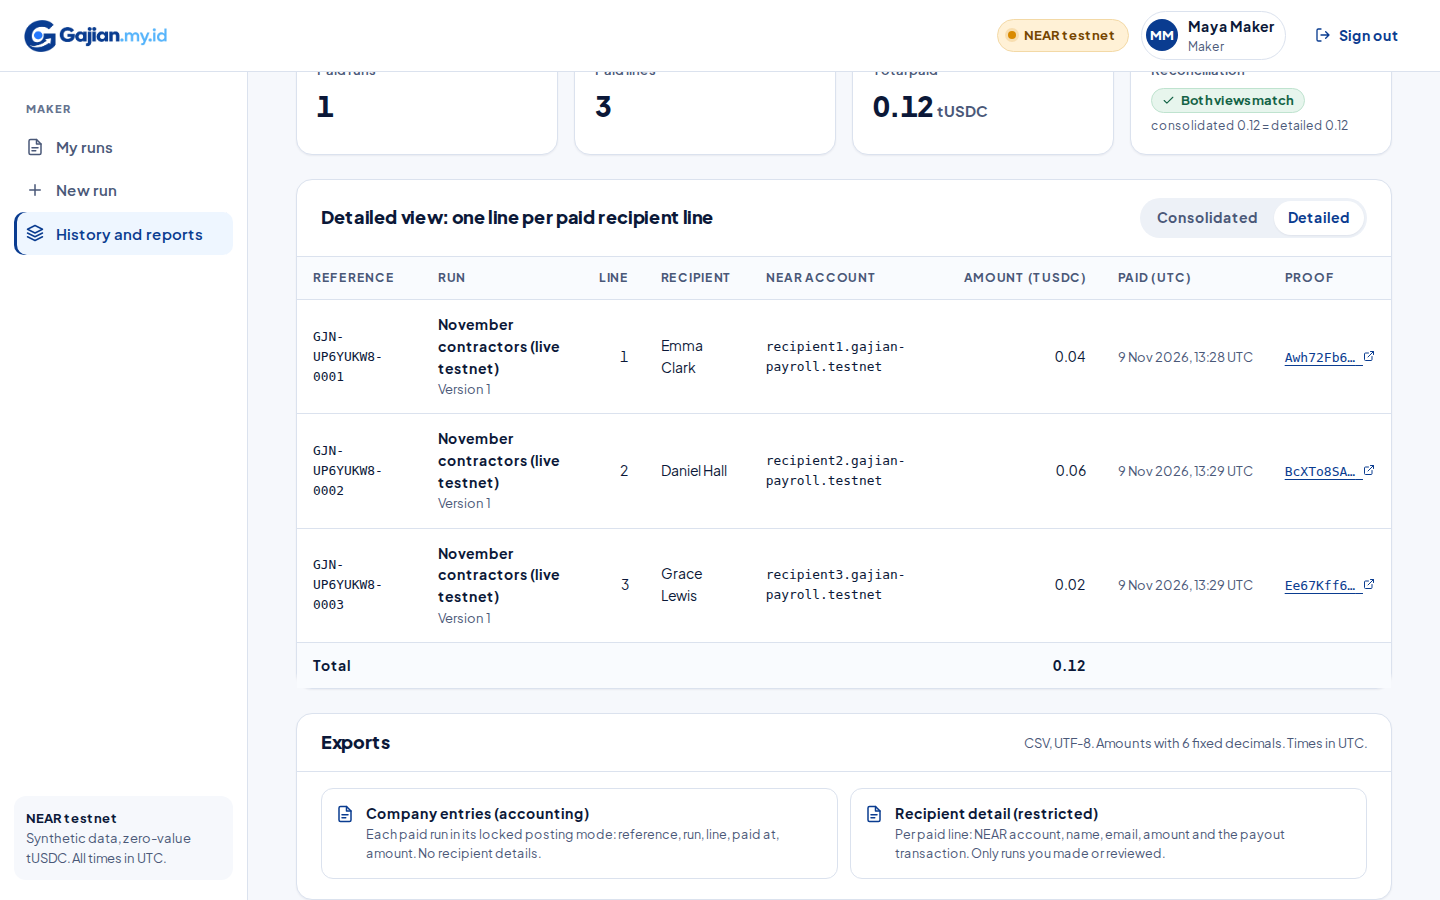 Gajian.my.id
NEAR testnet
MM
Maya Maker
Maker
Sign out
MAKER
My runs
New run
History and reports
NEAR testnet
Synthetic data, zero-value
tUSDC. All times in UTC.
Paid runs
1
Paid lines
3
Total paid
0.12 tUSDC
Reconciliation
Both views match
consolidated 0.12 = detailed 0.12
Detailed view: one line per paid recipient line
Consolidated
Detailed
REFERENCE RUN LINE RECIPIENT NEAR ACCOUNT AMOUNT (TUSDC) PAID (UTC) PROOF
GJN-
UP6YUKW8-
0001
November
contractors (live
testnet)
Version 1
1
Emma
Clark
recipient1.gajian-
payroll.testnet
0.04
9 Nov 2026, 13:28 UTC
Awh72Fb6…
GJN-
UP6YUKW8-
0002
November
contractors (live
testnet)
Version 1
2
Daniel Hall
recipient2.gajian-
payroll.testnet
0.06
9 Nov 2026, 13:29 UTC
BcXTo8SA…
GJN-
UP6YUKW8-
0003
November
contractors (live
testnet)
Version 1
3
Grace
Lewis
recipient3.gajian-
payroll.testnet
0.02
9 Nov 2026, 13:29 UTC
Ee67Kff6…
Total 0.12
Exports
CSV, UTF-8. Amounts with 6 fixed decimals. Times in UTC.
Company entries (accounting)
Each paid run in its locked posting mode: reference, run, line, paid at,
amount. No recipient details.
Recipient detail (restricted)
Per paid line: NEAR account, name, email, amount and the payout
transaction. Only runs you made or reviewed.